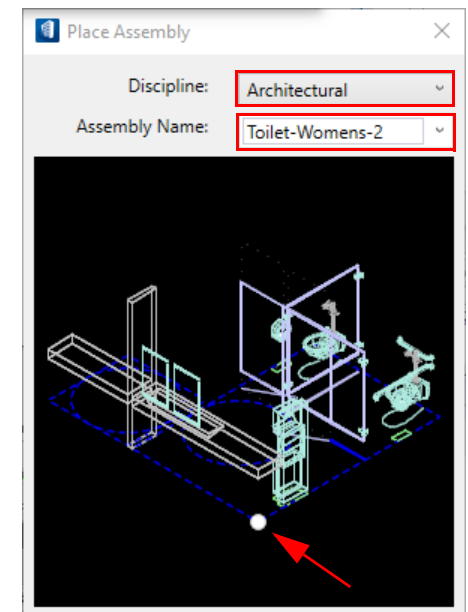 Place Assembly
Discipline: Architectural
Assembly Name: Toilet-Womens-2